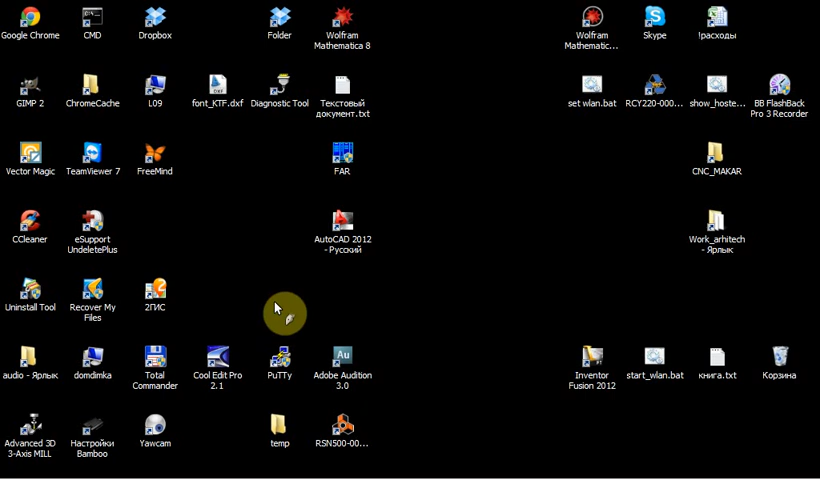 Google Chrome
CMD
Dropbox
Folder
Wolfram
Mathematica 8
Wolfram
Mathematic...
Skype
!расходы
GIMP 2
ChromeCache
L09
font_KTF.dxf
Diagnostic Tool
Текстовый
документ.txt
set wlan.bat
RCY220-000...
show_hoste...
BB FlashBack
Pro 3 Recorder
Vector Magic
TeamViewer 7
FreeMind
FAR
CNC_MAKAR
CCleaner
eSupport
UndeletePlus
AutoCAD 2012
- Русский
Work_arhitech
- Ярлык
Uninstall Tool
Recover My
Files
2ГИС
audio - Ярлык
domdimka
Total
Commander
Cool Edit Pro
2.1
PuTTy
Adobe Audition
3.0
Inventor
Fusion 2012
start_wlan.bat
книга.txt
Корзина
Advanced 3D
3-Axis MILL
Настройки
Bamboo
Yawcam
temp
RSN500-00...